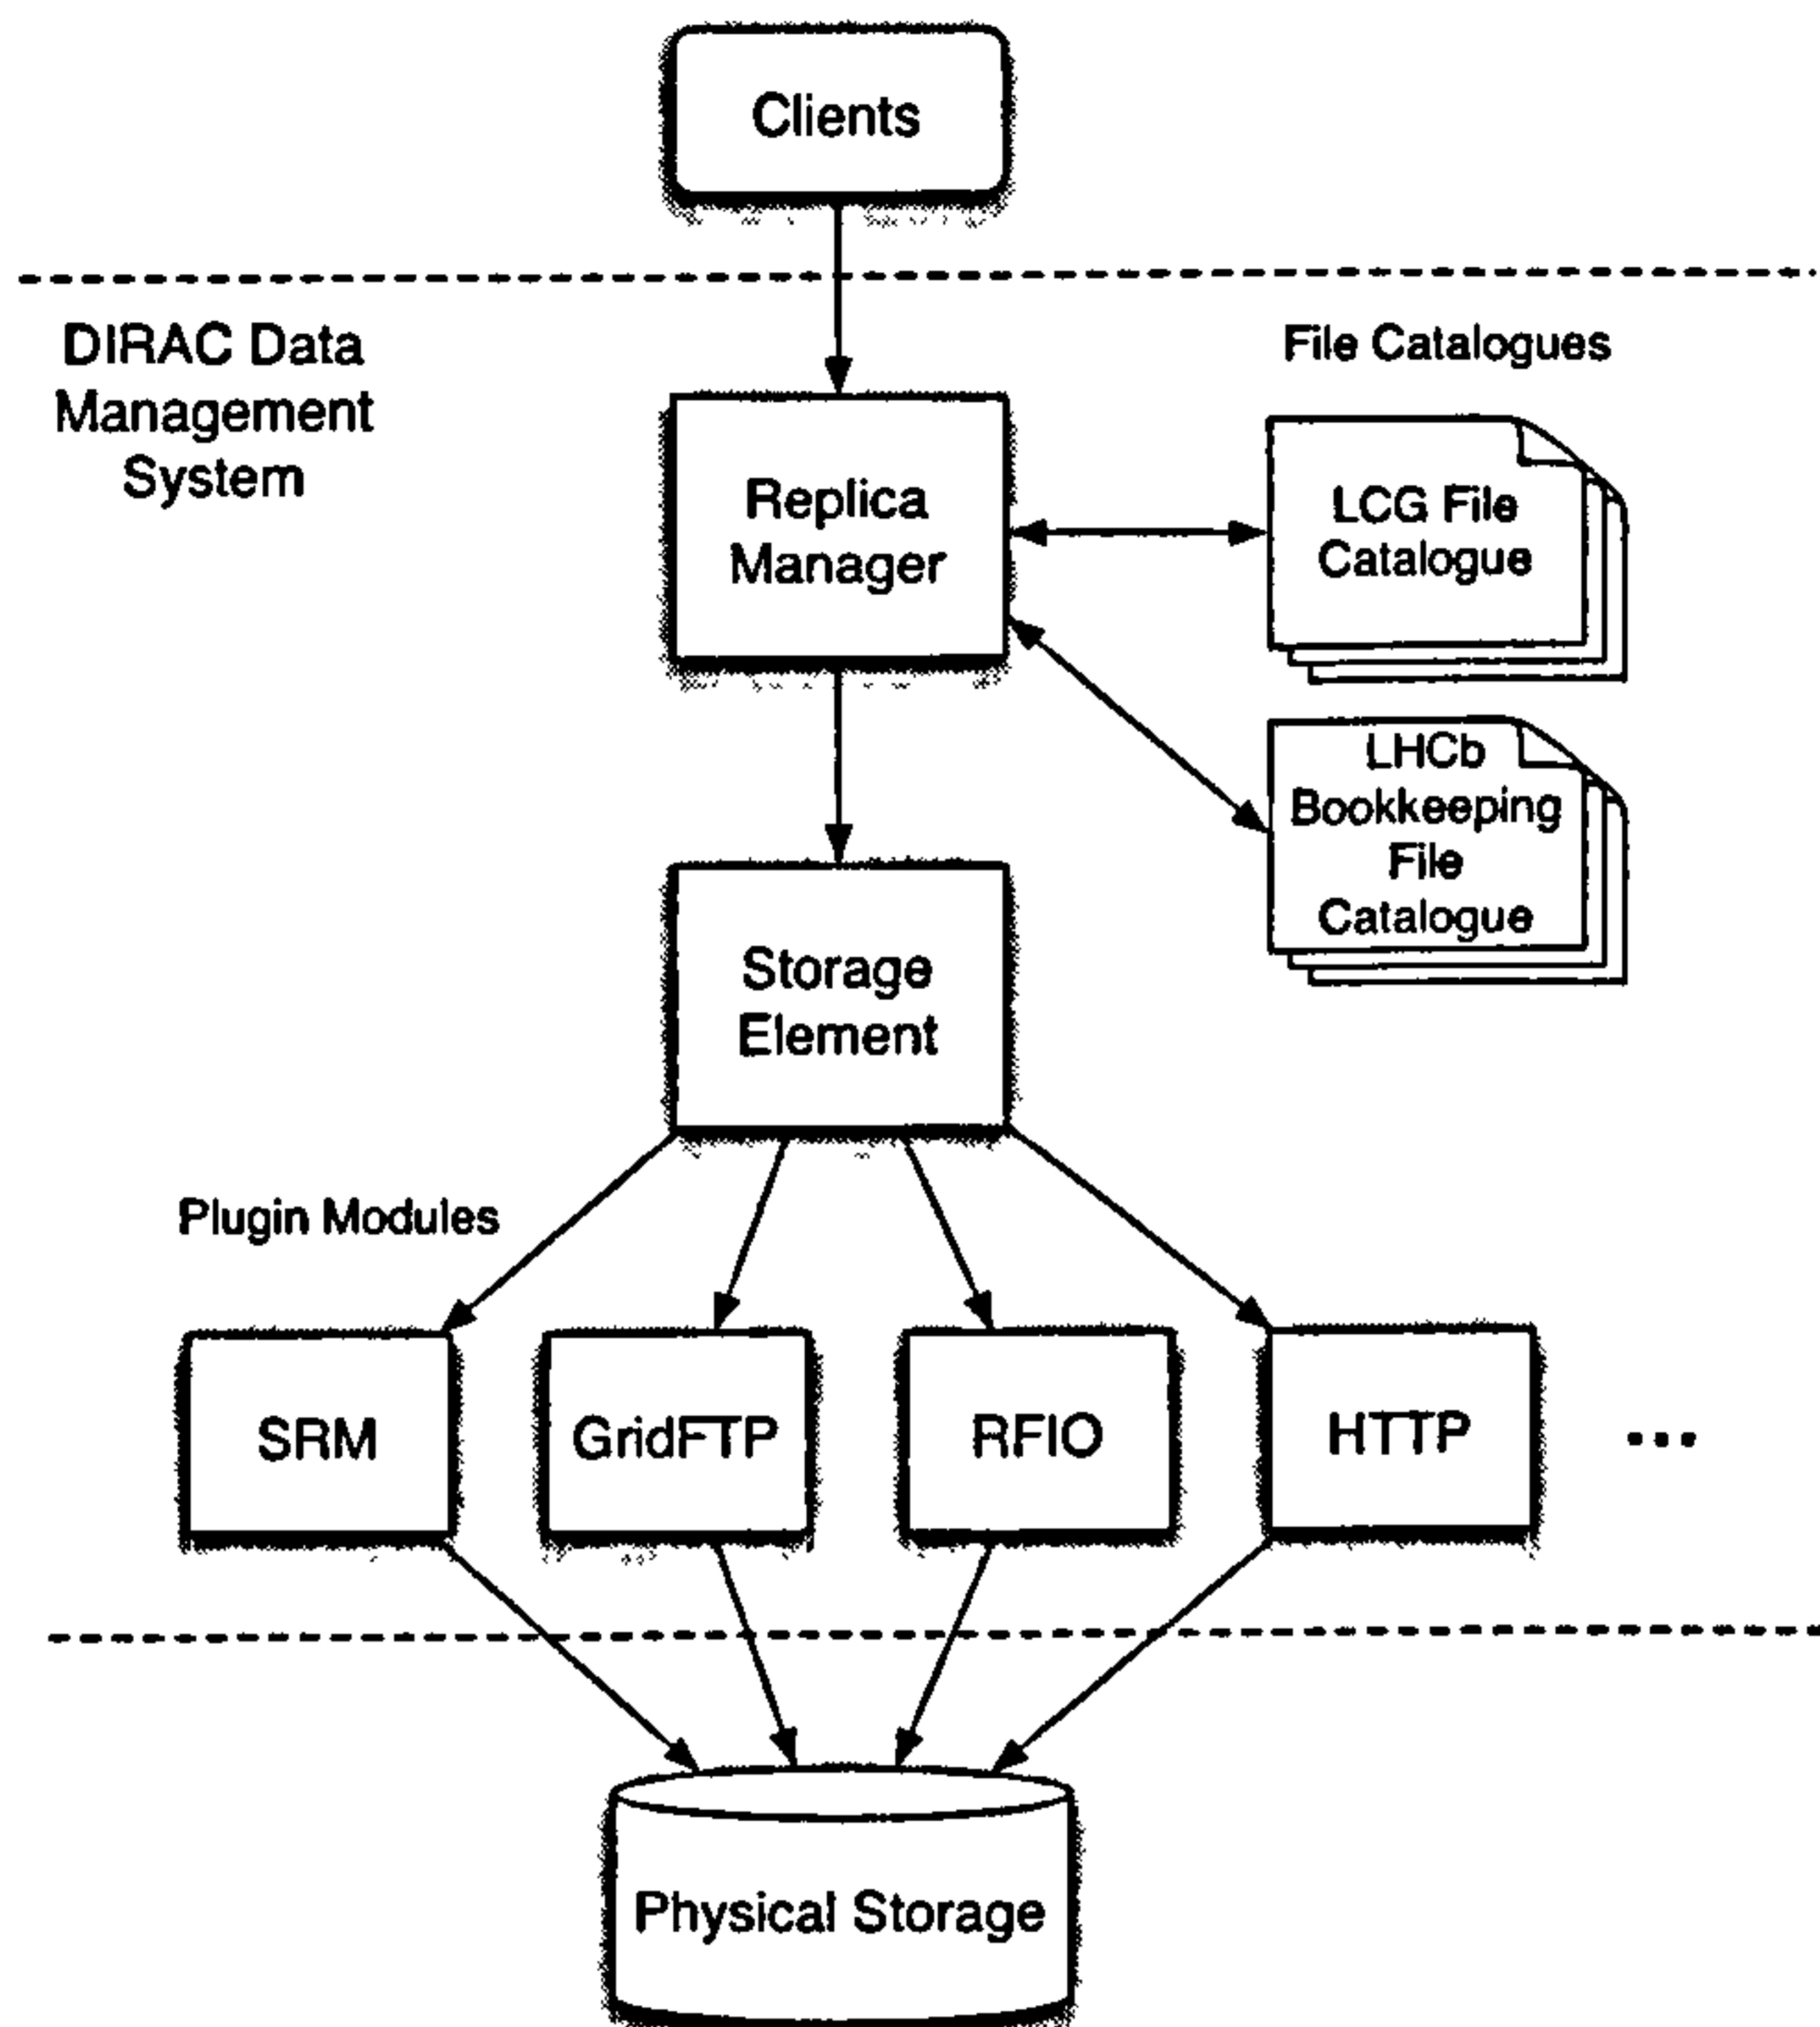 Clients
DIRAC Data
Management
System
File Catalogues
Replica
Manager
LCG File
Catalogue
LHCb
Bookkeeping
File
Catalogue
Storage
Element
Plugin Modules
SRM
GridFTP
RFIO
HTTP
...
Physical Storage